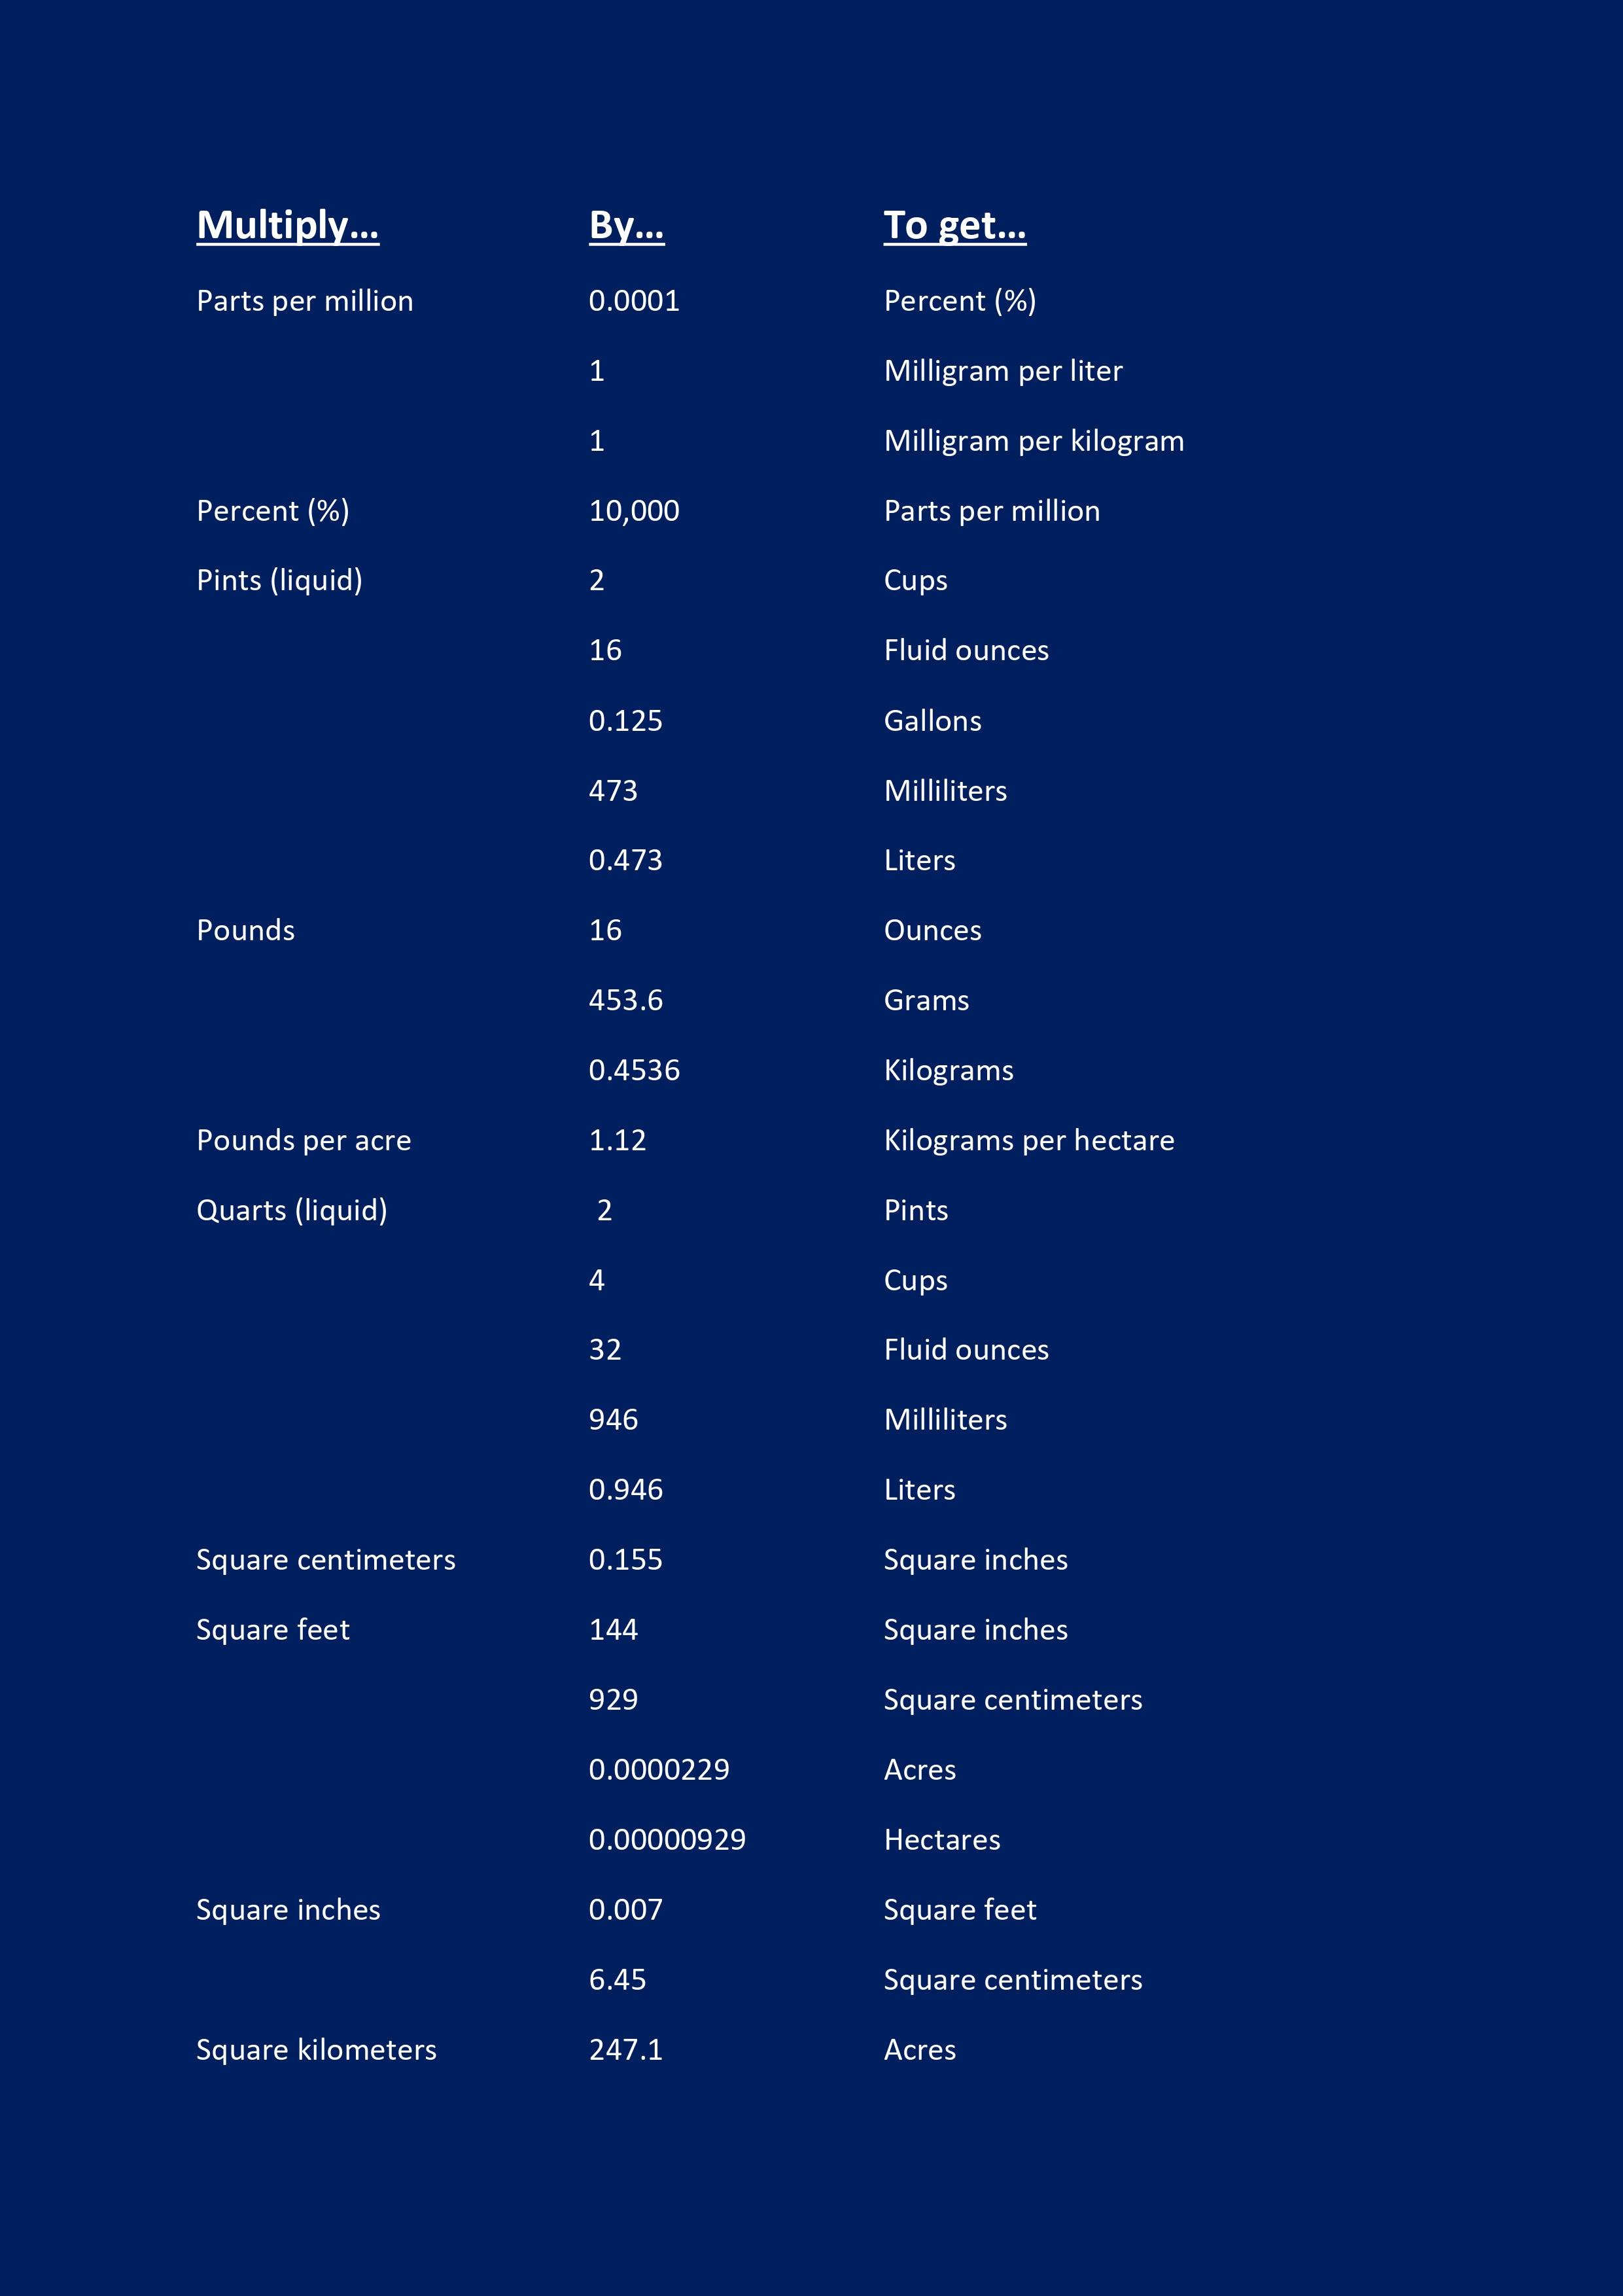 Multiply... By... To get...
Parts per million 0.0001 Percent (%)
1 Milligram per liter
1 Milligram per kilogram
Percent (%) 10,000 Parts per million
Pints (liquid) 2 Cups
16 Fluid ounces
0.125 Gallons
473 Milliliters
0.473 Liters
Pounds 16 Ounces
453.6 Grams
0.4536 Kilograms
Pounds per acre 1.12 Kilograms per hectare
Quarts (liquid) 2 Pints
4 Cups
32 Fluid ounces
946 Milliliters
0.946 Liters
Square centimeters 0.155 Square inches
Square feet 144 Square inches
929 Square centimeters
0.0000229 Acres
0.00000929 Hectares
Square inches 0.007 Square feet
6.45 Square centimeters
Square kilometers 247.1 Acres